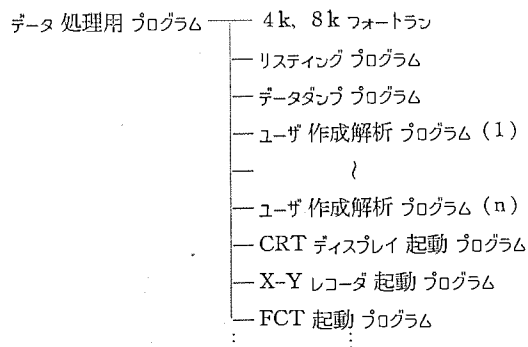 データ 処理用 プログラム 4k、8k フォートラン
リスティング プログラム
データダンプ プログラム
ユーザ 作成解析 プログラム (1)
〜
ユーザ 作成解析 プログラム (n)
CRT ディスプレイ 起動 プログラム
X-Y レコーダ 起動 プログラム
FCT 起動 プログラム